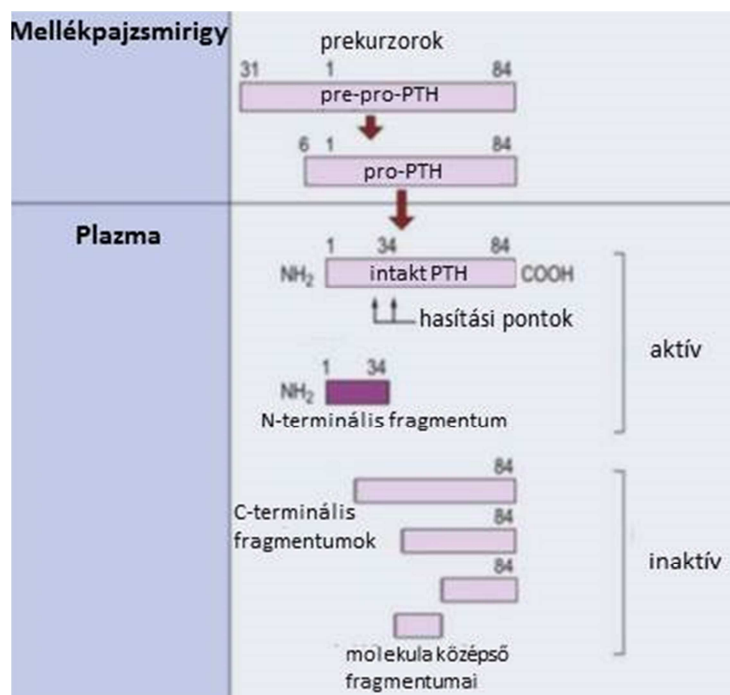 Mellékpajzsmirigy
prekurzorok
31 1 84
pre-pro-PTH
6 1 84
pro-PTH
Plazma
1 34 84
NH2 intakt PTH COOH
hasítási pontok
aktív
1 34
NH2
N-terminális fragmentum
84
C-terminális
fragmentumok
84
inaktív
84
molekula középső
fragmentumai